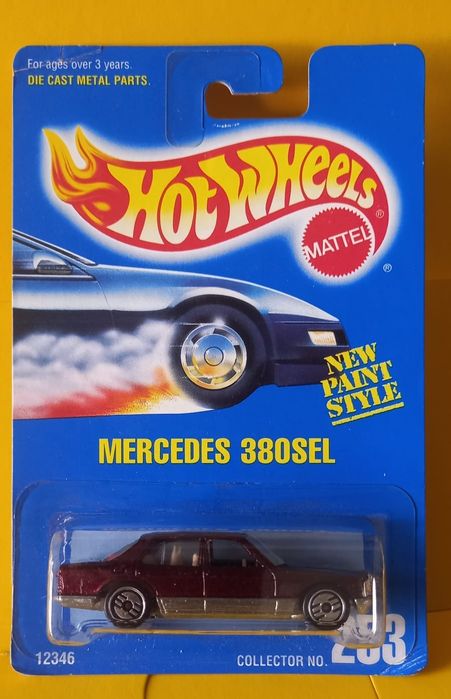 For ages over 3 years.
DIE CAST METAL PARTS.
HOT WHEELS
®
MATTEL
®
NEW
PAINT
STYLE
MERCEDES 380SEL
12346
COLLECTOR NO. 253